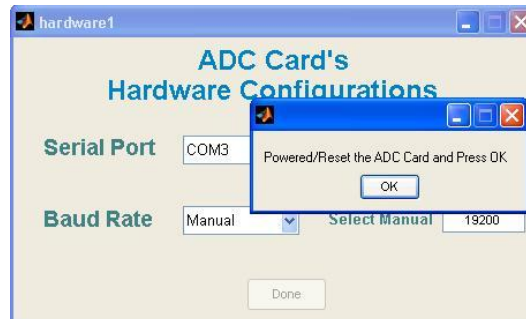 hardware1
ADC Card's
Hardware Configurations
Powered/Reset the ADC Card and Press OK
OK
Serial Port COM3
Baud Rate Manual Select Manual 19200
Done